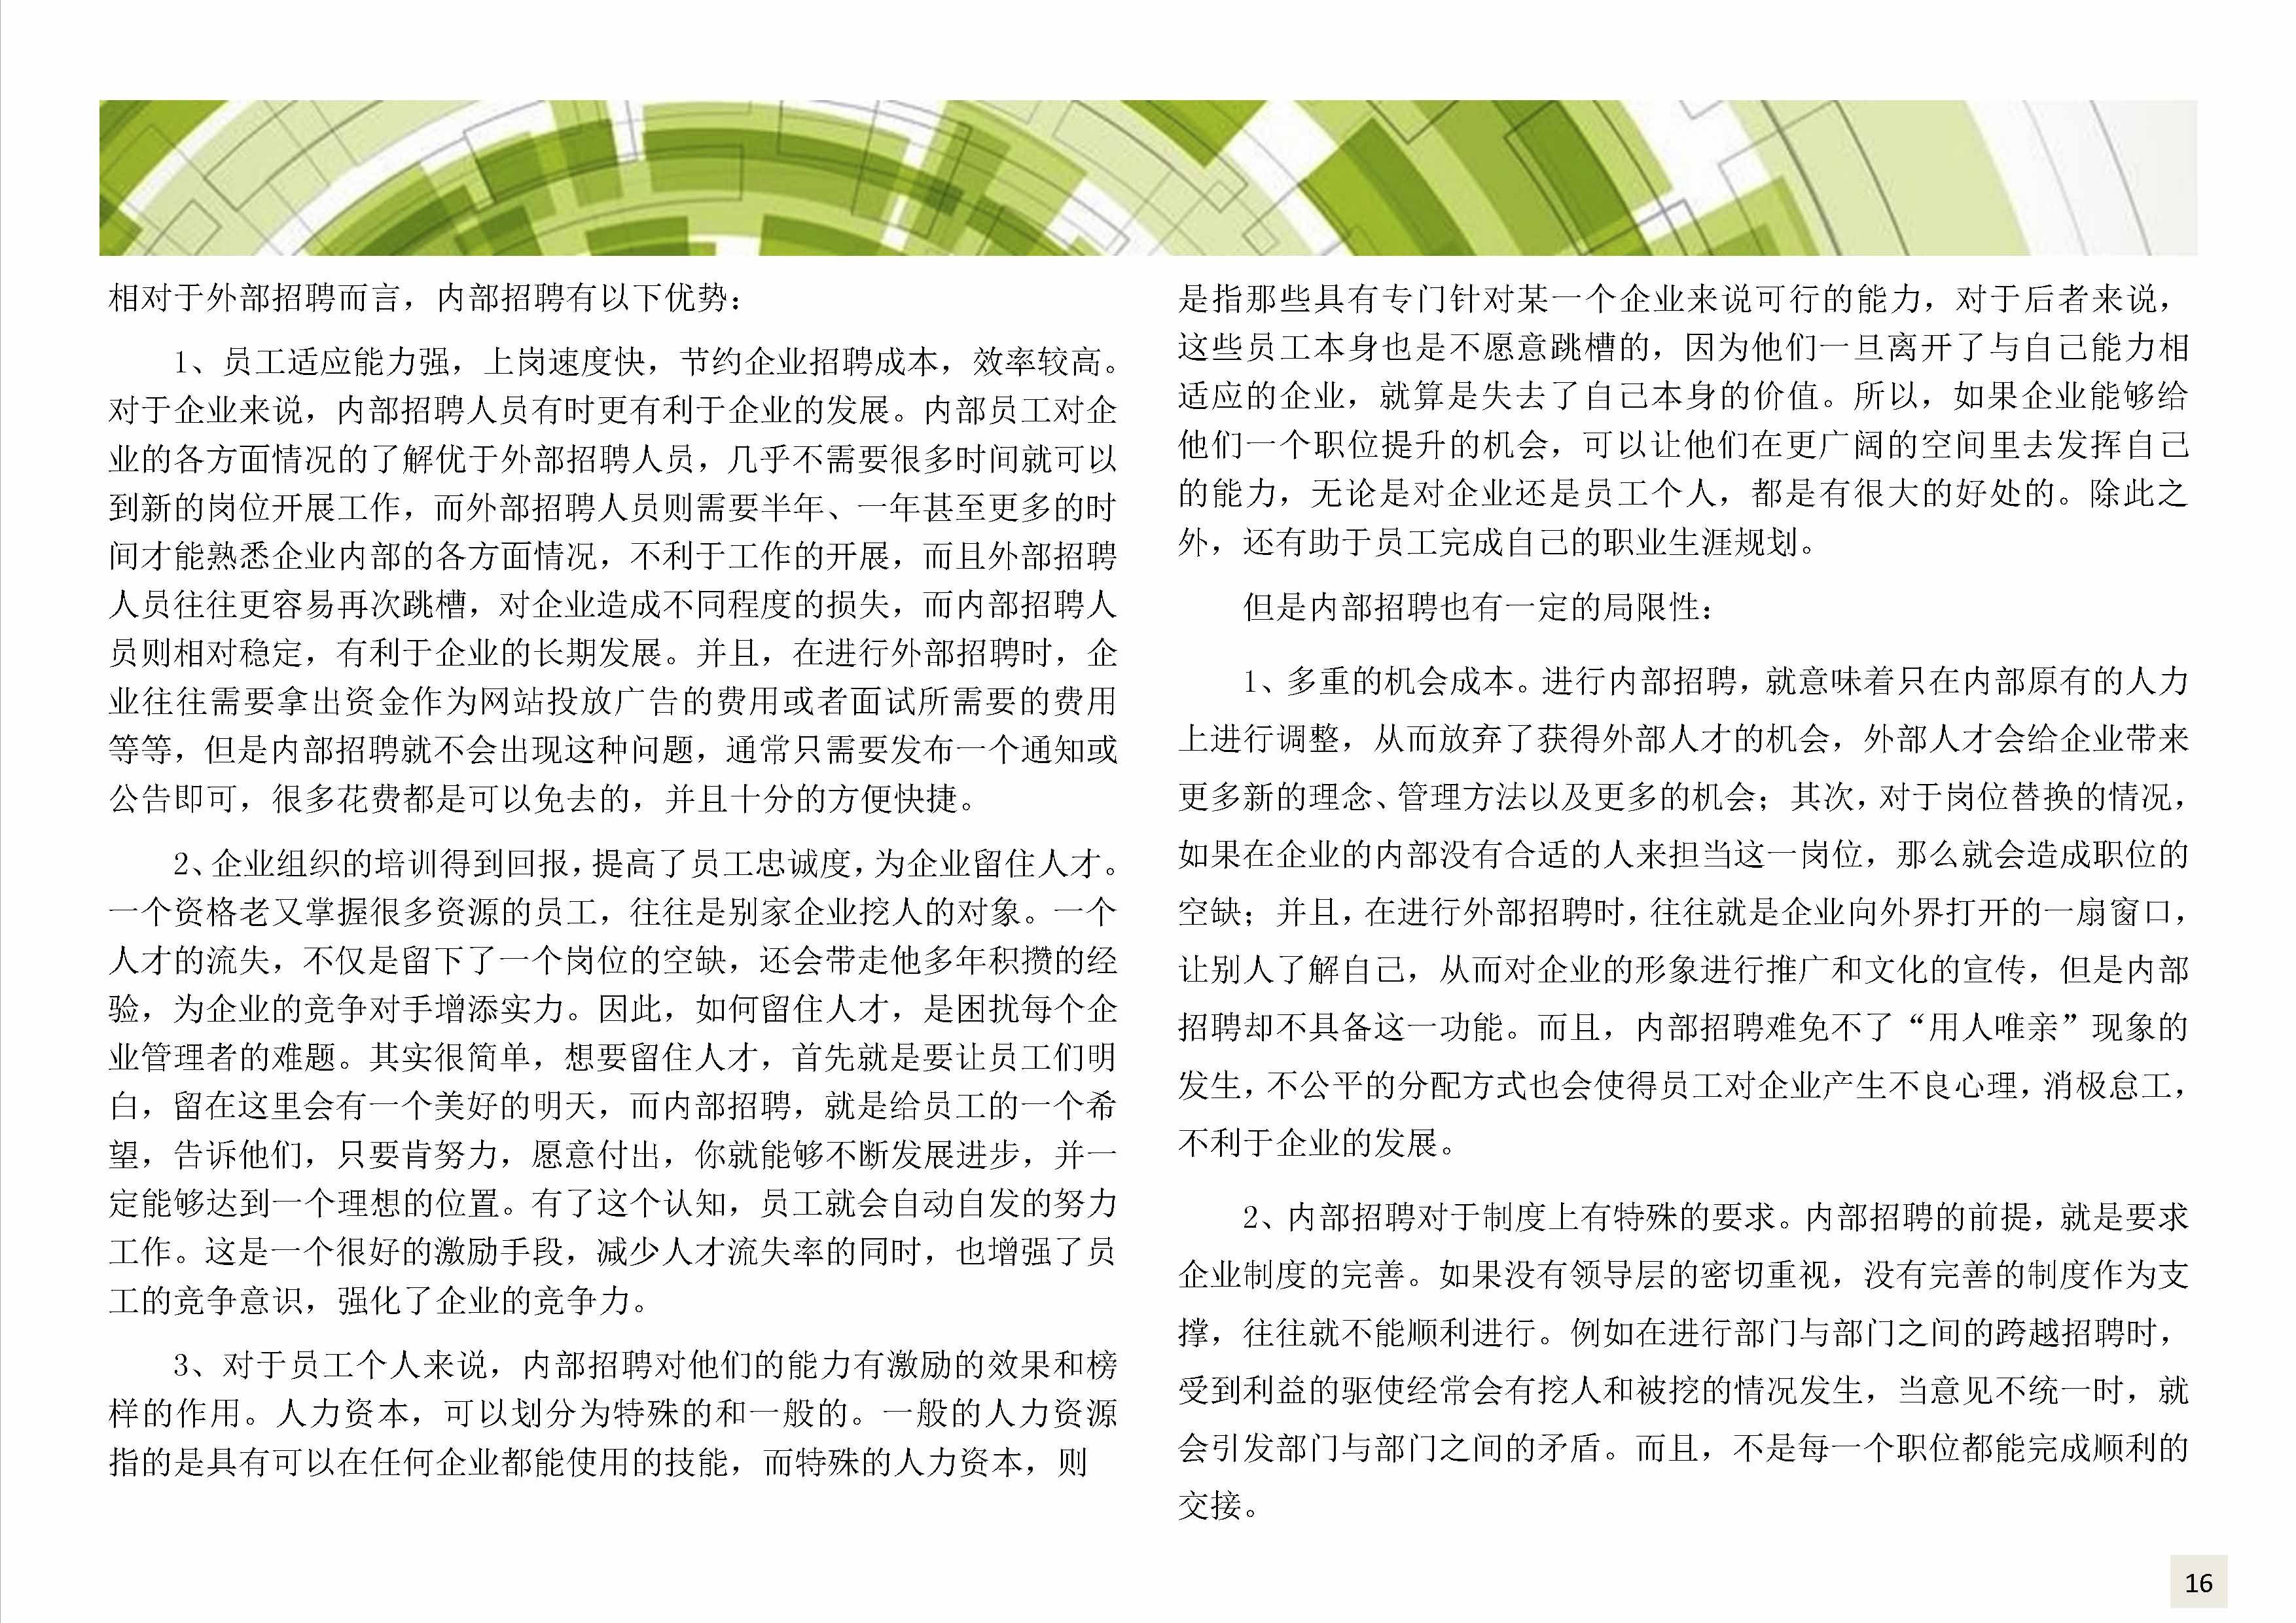 相对于外部招聘而言，内部招聘有以下优势：
1、员工适应能力强，上岗速度快，节约企业招聘成本，效率较高。
对于企业来说，内部招聘人员有时更有利于企业的发展。内部员工对企
业的各方面情况的了解优于外部招聘人员，几乎不需要很多时间就可以
到新的岗位开展工作，而外部招聘人员则需要半年、一年甚至更多的时
间才能熟悉企业内部的各方面情况，不利于工作的开展，而且外部招聘
人员往往更容易再次跳槽，对企业造成不同程度的损失，而内部招聘人
员则相对稳定，有利于企业的长期发展。并且，在进行外部招聘时，企
业往往需要拿出资金作为网站投放广告的费用或者面试所需要的费用
等等，但是内部招聘就不会出现这种问题，通常只需要发布一个通知或
公告即可，很多花费都是可以免去的，并且十分的方便快捷。
2、企业组织的培训得到回报，提高了员工忠诚度，为企业留住人才。
一个资格老又掌握很多资源的员工，往往是别家企业挖人的对象。一个
人才的流失，不仅是留下了一个岗位的空缺，还会带走他多年积攒的经
验，为企业的竞争对手增添实力。因此，如何留住人才，是困扰每个企
业管理者的难题。其实很简单，想要留住人才，首先就是要让员工们明
白，留在这里会有一个美好的明天，而内部招聘，就是给员工的一个希
望，告诉他们，只要肯努力，愿意付出，你就能够不断发展进步，并一
定能够达到一个理想的位置。有了这个认知，员工就会自动自发的努力
工作。这是一个很好的激励手段，减少人才流失率的同时，也增强了员
工的竞争意识，强化了企业的竞争力。
3、对于员工个人来说，内部招聘对他们的能力有激励的效果和榜
样的作用。人力资本，可以划分为特殊的和一般的。一般的人力资源
指的是具有可以在任何企业都能使用的技能，而特殊的人力资本，则
是指那些具有专门针对某一个企业来说可行的能力，对于后者来说，
这些员工本身也是不愿意跳槽的，因为他们一旦离开了与自己能力相
适应的企业，就算是失去了自己本身的价值。所以，如果企业能够给
他们一个职位提升的机会，可以让他们在更广阔的空间里去发挥自己
的能力，无论是对企业还是员工个人，都是有很大的好处的。除此之
外，还有助于员工完成自己的职业生涯规划。
但是内部招聘也有一定的局限性：
1、多重的机会成本。进行内部招聘，就意味着只在内部原有的人力
上进行调整，从而放弃了获得外部人才的机会，外部人才会给企业带来
更多新的理念、管理方法以及更多的机会；其次，对于岗位替换的情况，
如果在企业的内部没有合适的人来担当这一岗位，那么就会造成职位的
空缺；并且，在进行外部招聘时，往往就是企业向外界打开的一扇窗口，
让别人了解自己，从而对企业的形象进行推广和文化的宣传，但是内部
招聘却不具备这一功能。而且，内部招聘难免不了“用人唯亲”现象的
发生，不公平的分配方式也会使得员工对企业产生不良心理，消极怠工，
不利于企业的发展。
2、内部招聘对于制度上有特殊的要求。内部招聘的前提，就是要求
企业制度的完善。如果没有领导层的密切重视，没有完善的制度作为支
撑，往往就不能顺利进行。例如在进行部门与部门之间的跨越招聘时，
受到利益的驱使经常会有挖人和被挖的情况发生，当意见不统一时，就
会引发部门与部门之间的矛盾。而且，不是每一个职位都能完成顺利的
交接。
16